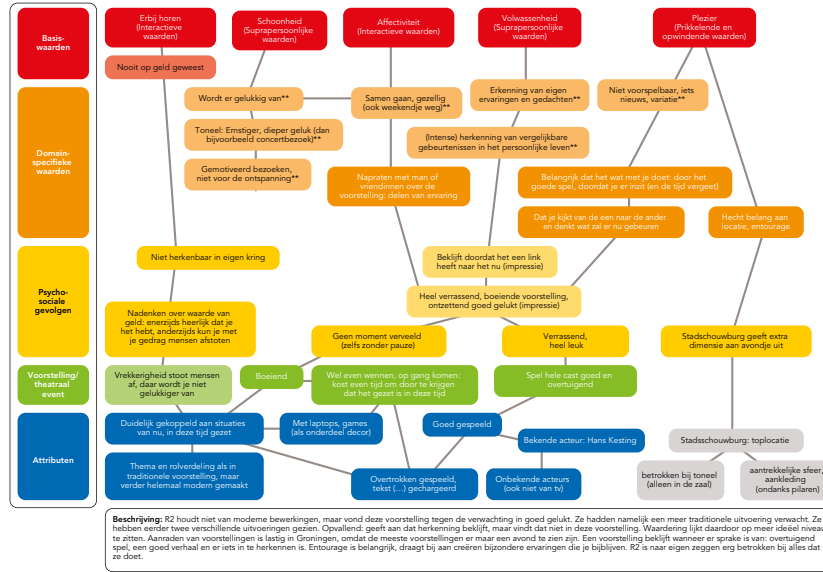 Basis-
waarden
Erbij horen
(Interactieve
waarden)
Schoonheid
(Suprapersoonlijke
waarden)
Affectiviteit
(Interactieve waarden)
Volwassenheid
(Suprapersoonlijke
waarden)
Plezier
(Prikkelende en
opwindende waarden)
Nooit op geld geweest
Domein-
specifieke
waarden
Wordt er gelukkig van**
Samen gaan, gezellig
(ook weekendje weg)**
Erkenning van eigen
ervaringen en gedachten**
Niet voorspelbaar, iets
nieuws, variatie**
Toneel: Ernstiger, dieper geluk (dan
bijvoorbeeld concertbezoek)**
(Intense) herkenning van vergelijkbare
gebeurtenissen in het persoonlijke leven**
Gemotiveerd bezoeken,
niet voor de ontspanning**
Napraten met man of
vriendinnen over de
voorstelling: delen van ervaring
Belangrijk dat het wat met je doet: door het
goede spel, doordat je er inzit (en de tijd vergeet)
Dat je kijkt van de een naar de ander
en denkt wat zal er nu gebeuren
Hecht belang aan
locatie, entourage
Psycho-
sociale
gevolgen
Niet herkenbaar in eigen kring
Beklijft doordat het een link
heeft naar het nu (impressie)
Heel verrassend, boeiende voorstelling,
ontzettend goed gelukt (impressie)
Nadenken over waarde van
geld: enerzijds heerlijk dat je
het hebt, anderzijds kun je met
je gedrag mensen afstoten
Geen moment verveeld
(zelfs zonder pauze)
Verrassend,
heel leuk
Stadschouwburg geeft extra
dimensie aan avondje uit
Voorstelling/
theatraal
event
Vrekkerigheid stoot mensen
af, daar wordt je niet
gelukkiger van
Boeiend
Wel even wennen, op gang komen:
kost even tijd om door te krijgen
dat het gezet is in deze tijd
Spel hele cast goed en
overtuigend
Attributen
Duidelijk gekoppeld aan situaties
van nu, in deze tijd gezet
Met laptops, games
(als onderdeel decor)
Goed gespeeld
Bekende acteur: Hans Kesting
Stadsschouwburg: toplocatie
Thema en rolverdeling als in
traditionele voorstelling, maar
verder helemaal modern gemaakt
Overtrokken gespeeld,
tekst (...) gechargeerd
Onbekende acteurs
(ook niet van tv)
betrokken bij toneel
(alleen in de zaal)
aantrekkelijke sfeer,
aankleding
(ondanks pilaren)
Beschrijving: R2 houdt niet van moderne bewerkingen, maar vond deze voorstelling tegen de verwachting in goed gelukt. Ze hadden namelijk een meer traditionele uitvoering verwacht. Ze
hebben eerder twee verschillende uitvoeringen gezien. Opvallend: geeft aan dat herkenning beklijft, maar vindt dat niet in deze voorstelling. Waardering lijkt daardoor op meer ideëel niveau
te zitten. Aanraden van voorstellingen is lastig in Groningen, omdat de meeste voorstellingen er maar een avond te zien zijn. Een voorstelling beklijft wanneer er sprake is van: overtuigend
spel, een goed verhaal en er iets in te herkennen is. Entourage is belangrijk, draagt bij aan creëren bijzondere ervaringen die je bijblijven. R2 is naar eigen zeggen erg betrokken bij alles dat
ze doet.